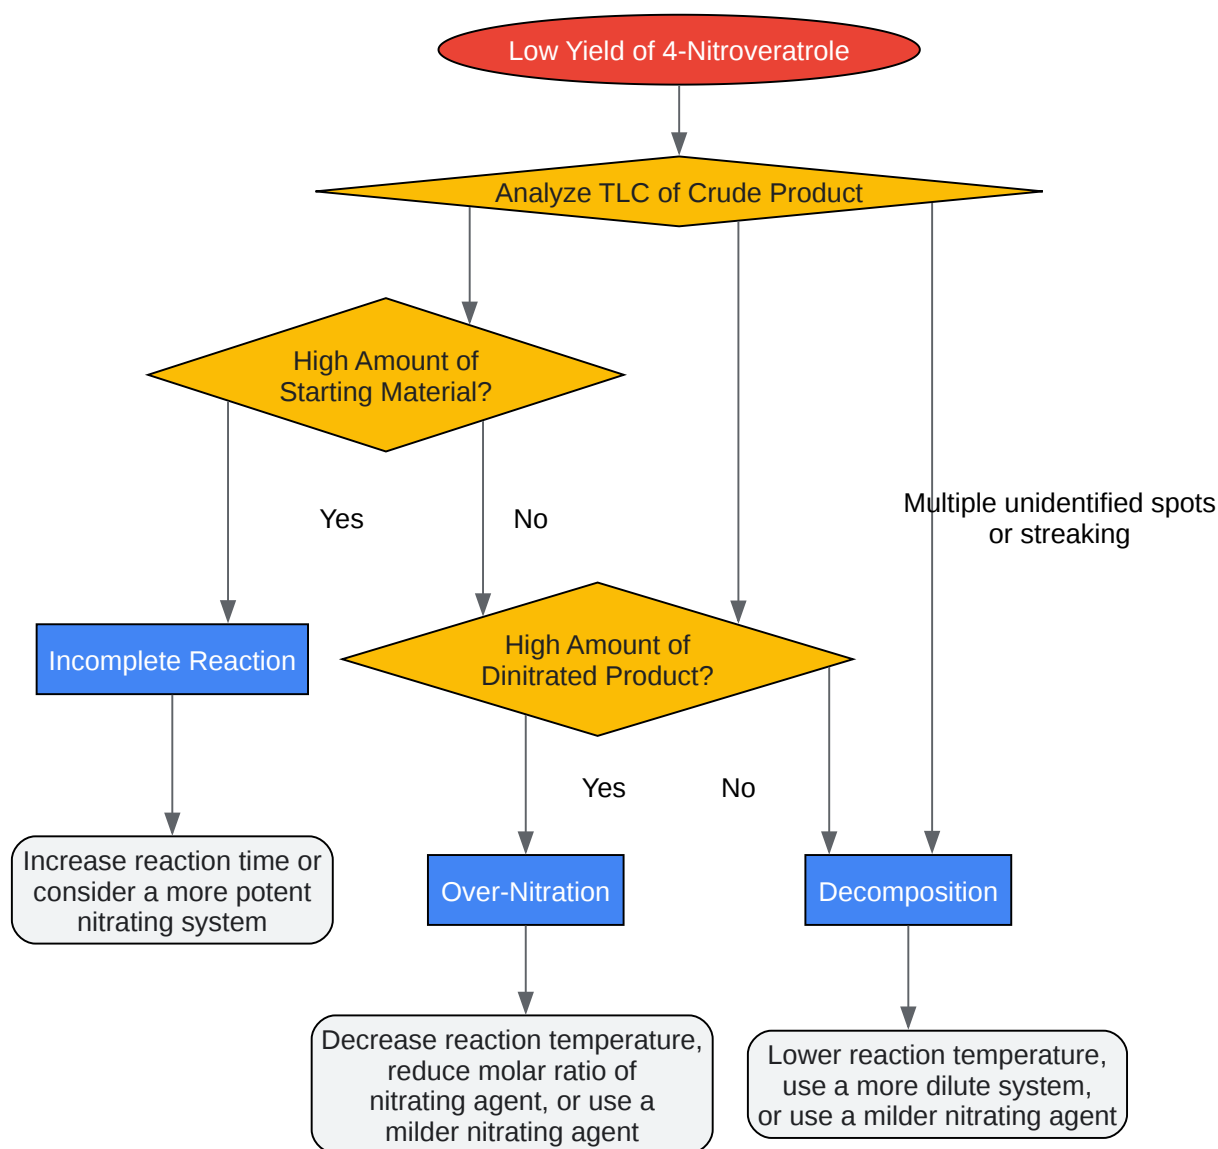 Low Yield of 4-Nitroveratrole
Analyze TLC of Crude Product
High Amount of
Starting Material?
Multiple unidentified spots
or streaking
Yes
No
High Amount of
Dinitrated Product?
Incomplete Reaction
Yes
No
Increase reaction time or
consider a more potent
nitrating system
Over-Nitration
Decomposition
Decrease reaction temperature,
reduce molar ratio of
nitrating agent, or use a
milder nitrating agent
Lower reaction temperature,
use a more dilute system,
or use a milder nitrating agent